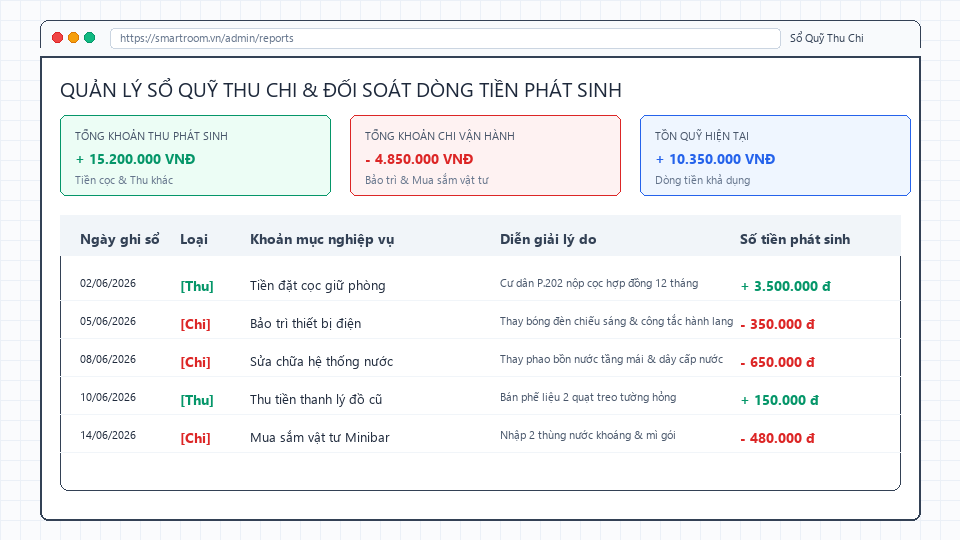 https://smartroom.vn/admin/reports
Sổ Quỹ Thu Chi
QUẢN LÝ SỔ QUỸ THU CHI & ĐỐI SOÁT DÒNG TIỀN PHÁT SINH
TỔNG KHOẢN THU PHÁT SINH
+ 15.200.000 VNĐ
Tiền cọc & Thu khác
TỔNG KHOẢN CHI VẬN HÀNH
- 4.850.000 VNĐ
Bảo trì & Mua sắm vật tư
TỒN QUỸ HIỆN TẠI
+ 10.350.000 VNĐ
Dòng tiền khả dụng
Ngày ghi sổ Loại Khoản mục nghiệp vụ Diễn giải lý do Số tiền phát sinh
02/06/2026 [Thu] Tiền đặt cọc giữ phòng Cư dân P.202 nộp cọc hợp đồng 12 tháng + 3.500.000 đ
05/06/2026 [Chi] Bảo trì thiết bị điện Thay bóng đèn chiếu sáng & công tắc hành lang - 350.000 đ
08/06/2026 [Chi] Sửa chữa hệ thống nước Thay phao bồn nước tầng mái & dây cấp nước - 650.000 đ
10/06/2026 [Thu] Thu tiền thanh lý đồ cũ Bán phế liệu 2 quạt treo tường hỏng + 150.000 đ
14/06/2026 [Chi] Mua sắm vật tư Minibar Nhập 2 thùng nước khoáng & mì gói - 480.000 đ